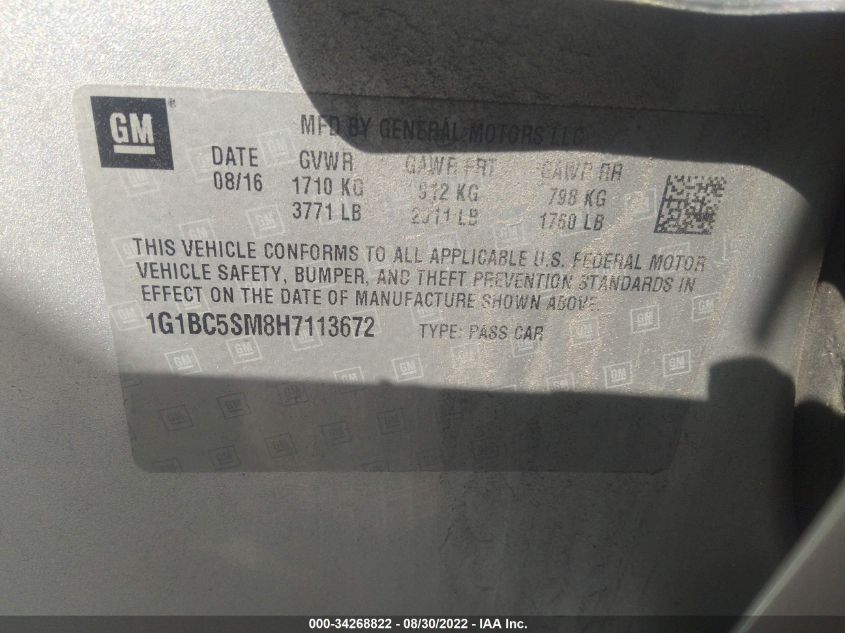 GM ®
MFD BY GENERAL MOTORS LLC
DATE GVWR GAWR FRT GAWR RR
08/16 1710 KG 912 KG 798 KG
3771 LB 2011 LB 1760 LB
THIS VEHICLE CONFORMS TO ALL APPLICABLE U.S. FEDERAL MOTOR
VEHICLE SAFETY, BUMPER, AND THEFT PREVENTION STANDARDS IN
EFFECT ON THE DATE OF MANUFACTURE SHOWN ABOVE.
1G1BC5SM8H7113672 TYPE: PASS CAR
000-34268822 - 08/30/2022 - IAA Inc.